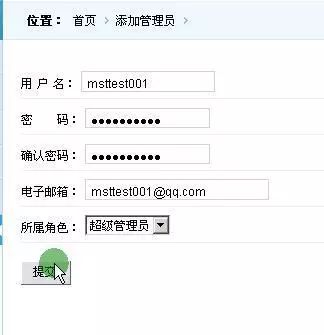 位置： 首页 > 添加管理员 >
用 户 名： msttest001
密　　码： ●●●●●●●●●●
确认密码： ●●●●●●●●●●
电子邮箱： msttest001@qq.com
所属角色： 超级管理员
提交